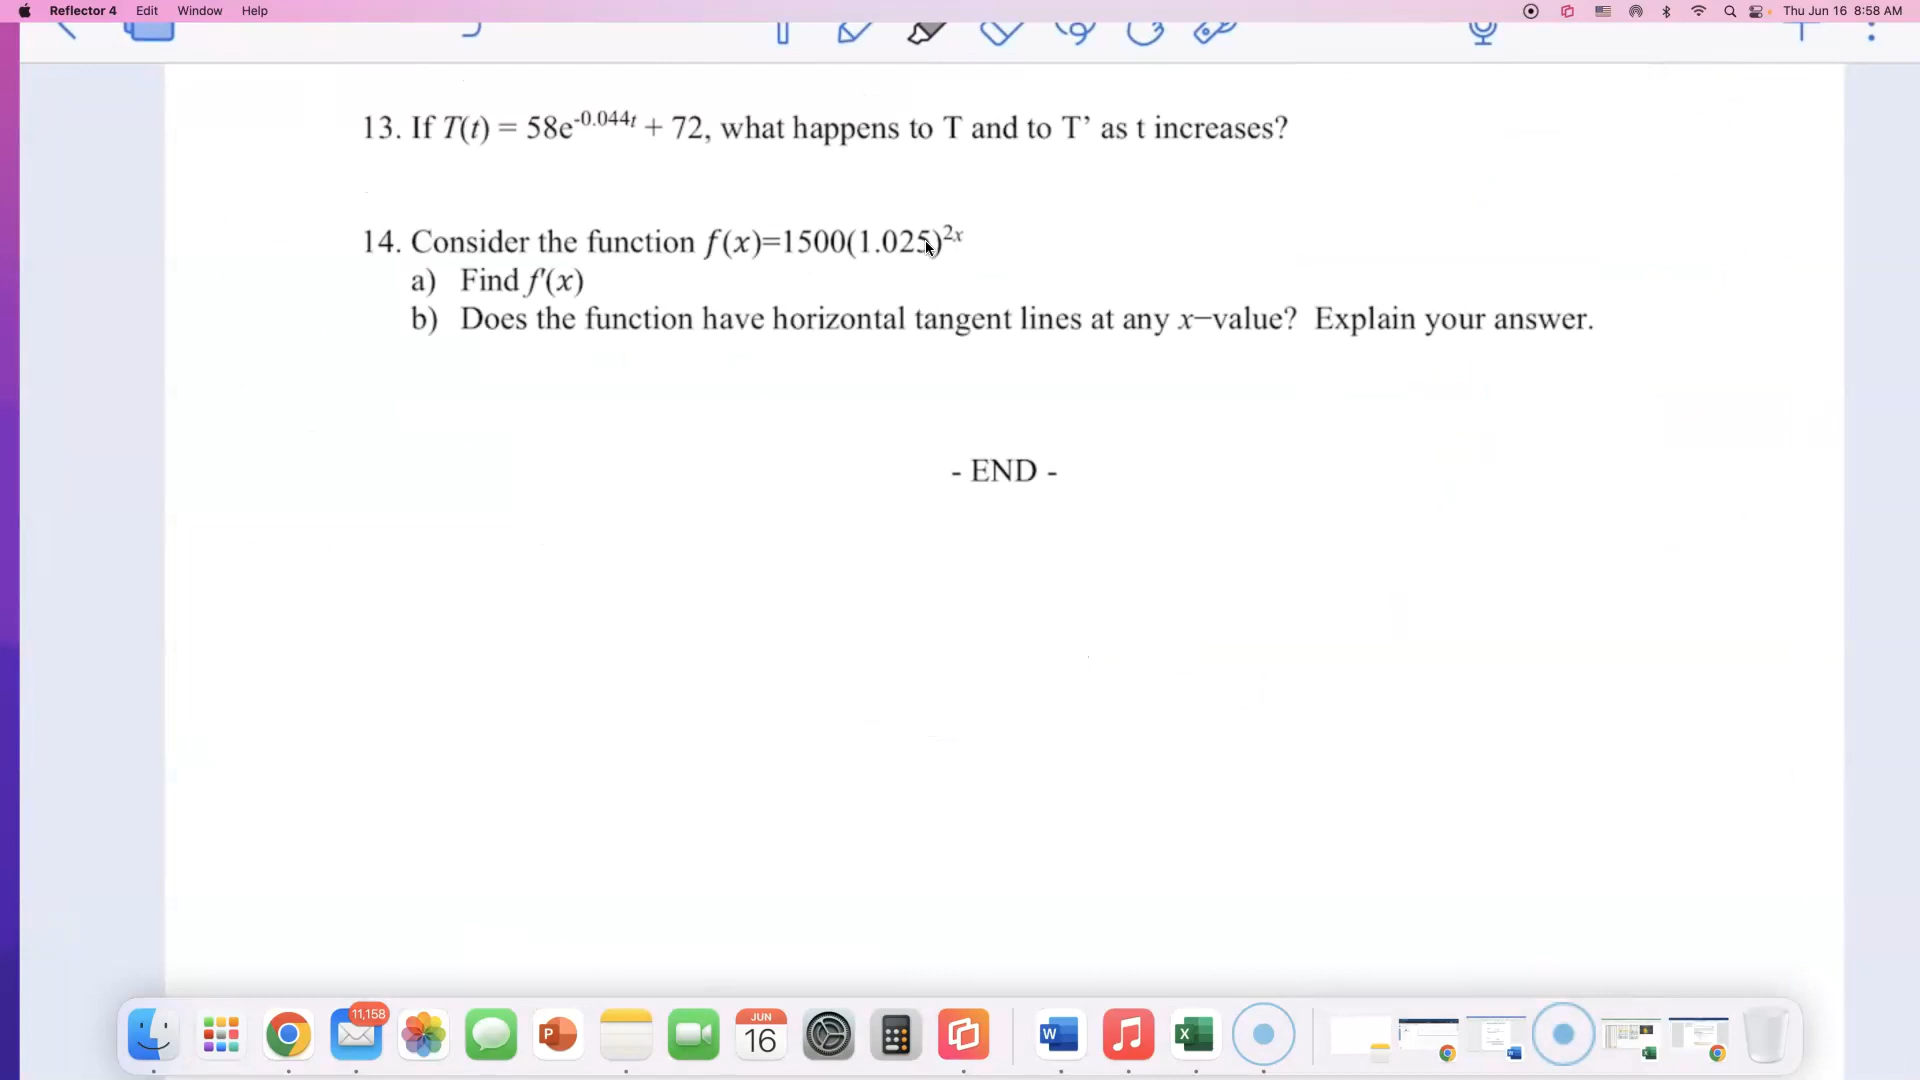 Reflector 4 Edit Window Help Thu Jun 16 8:58 AM
13. If T(t) = 58e^-0.044t + 72, what happens to T and to T’ as t increases?
14. Consider the function f(x)=1500(1.025)^2x
a) Find f'(x)
b) Does the function have horizontal tangent lines at any x−value? Explain your answer.
- END -
11,158
JUN
16
P
W
X